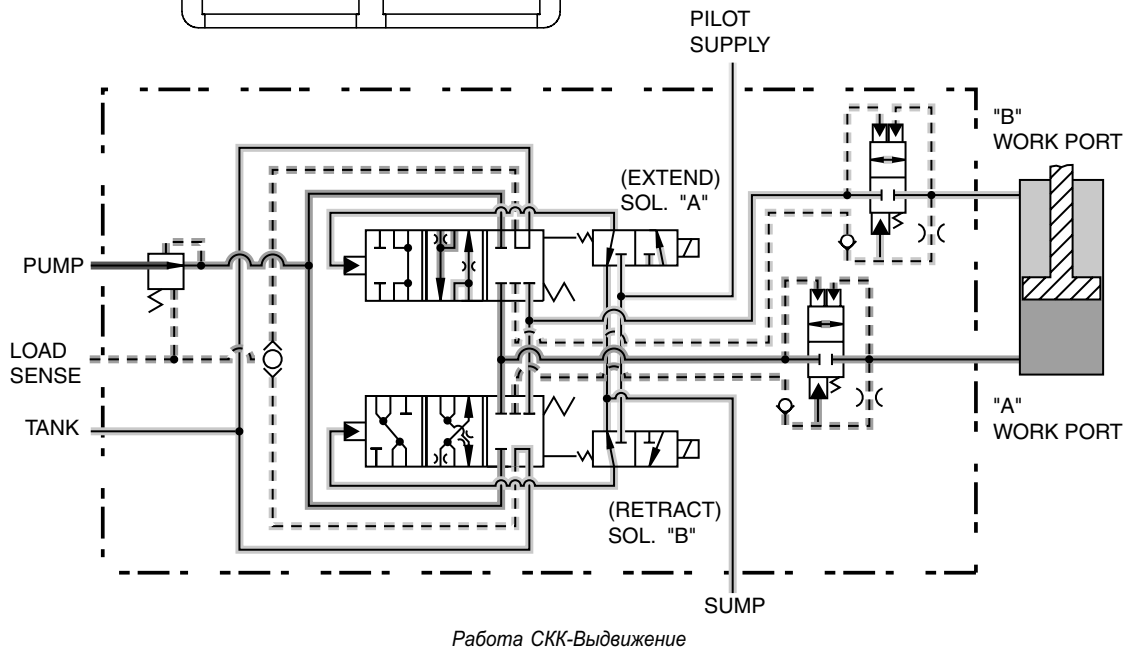 PILOT
SUPPLY
"B"
WORK PORT
(EXTEND)
SOL. "A"
PUMP
LOAD
SENSE
TANK
"A"
WORK PORT
(RETRACT)
SOL. "B"
SUMP
Работа СКК-Выдвижение